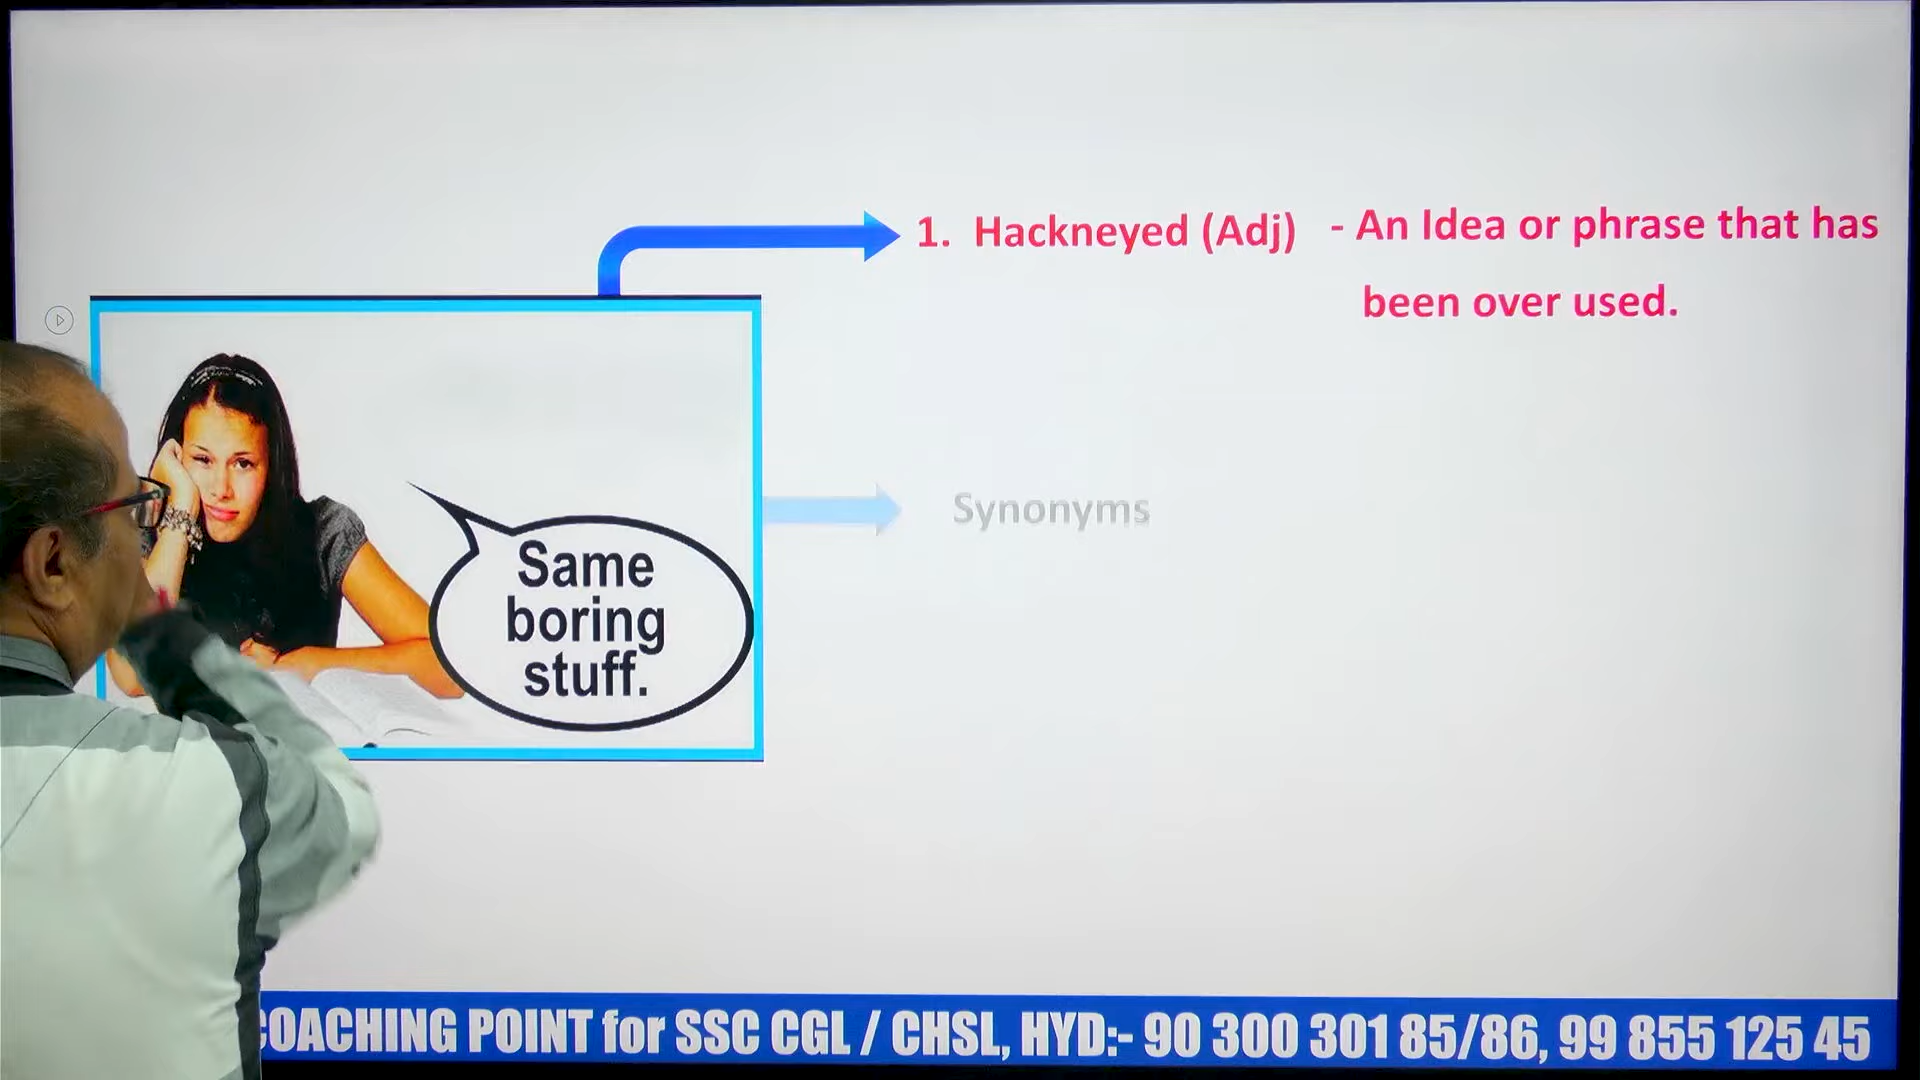 1. Hackneyed (Adj) - An Idea or phrase that has
been over used.
Synonyms
Same
boring
stuff.
COACHING POINT for SSC CGL / CHSL, HYD:- 90 300 301 85/86, 99 855 125 45